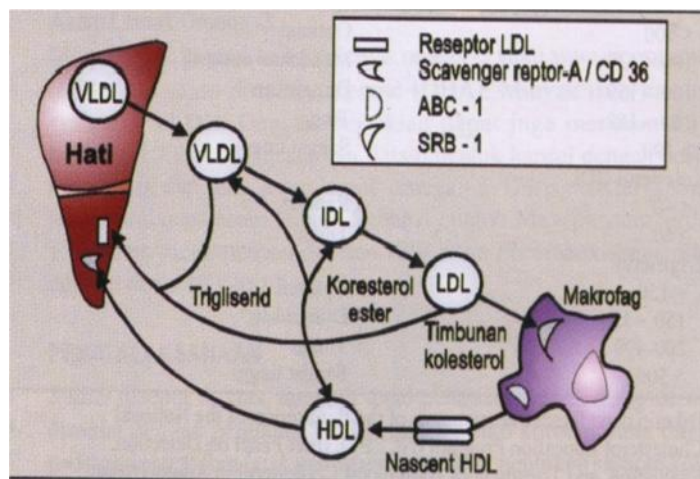 Reseptor LDL
Scavenger reptor-A / CD 36
ABC - 1
SRB - 1
VLDL
Hati
VLDL
IDL
Trigliserid
Koresterol
ester
LDL
Makrofag
Timbunan
kolesterol
HDL
Nascent HDL